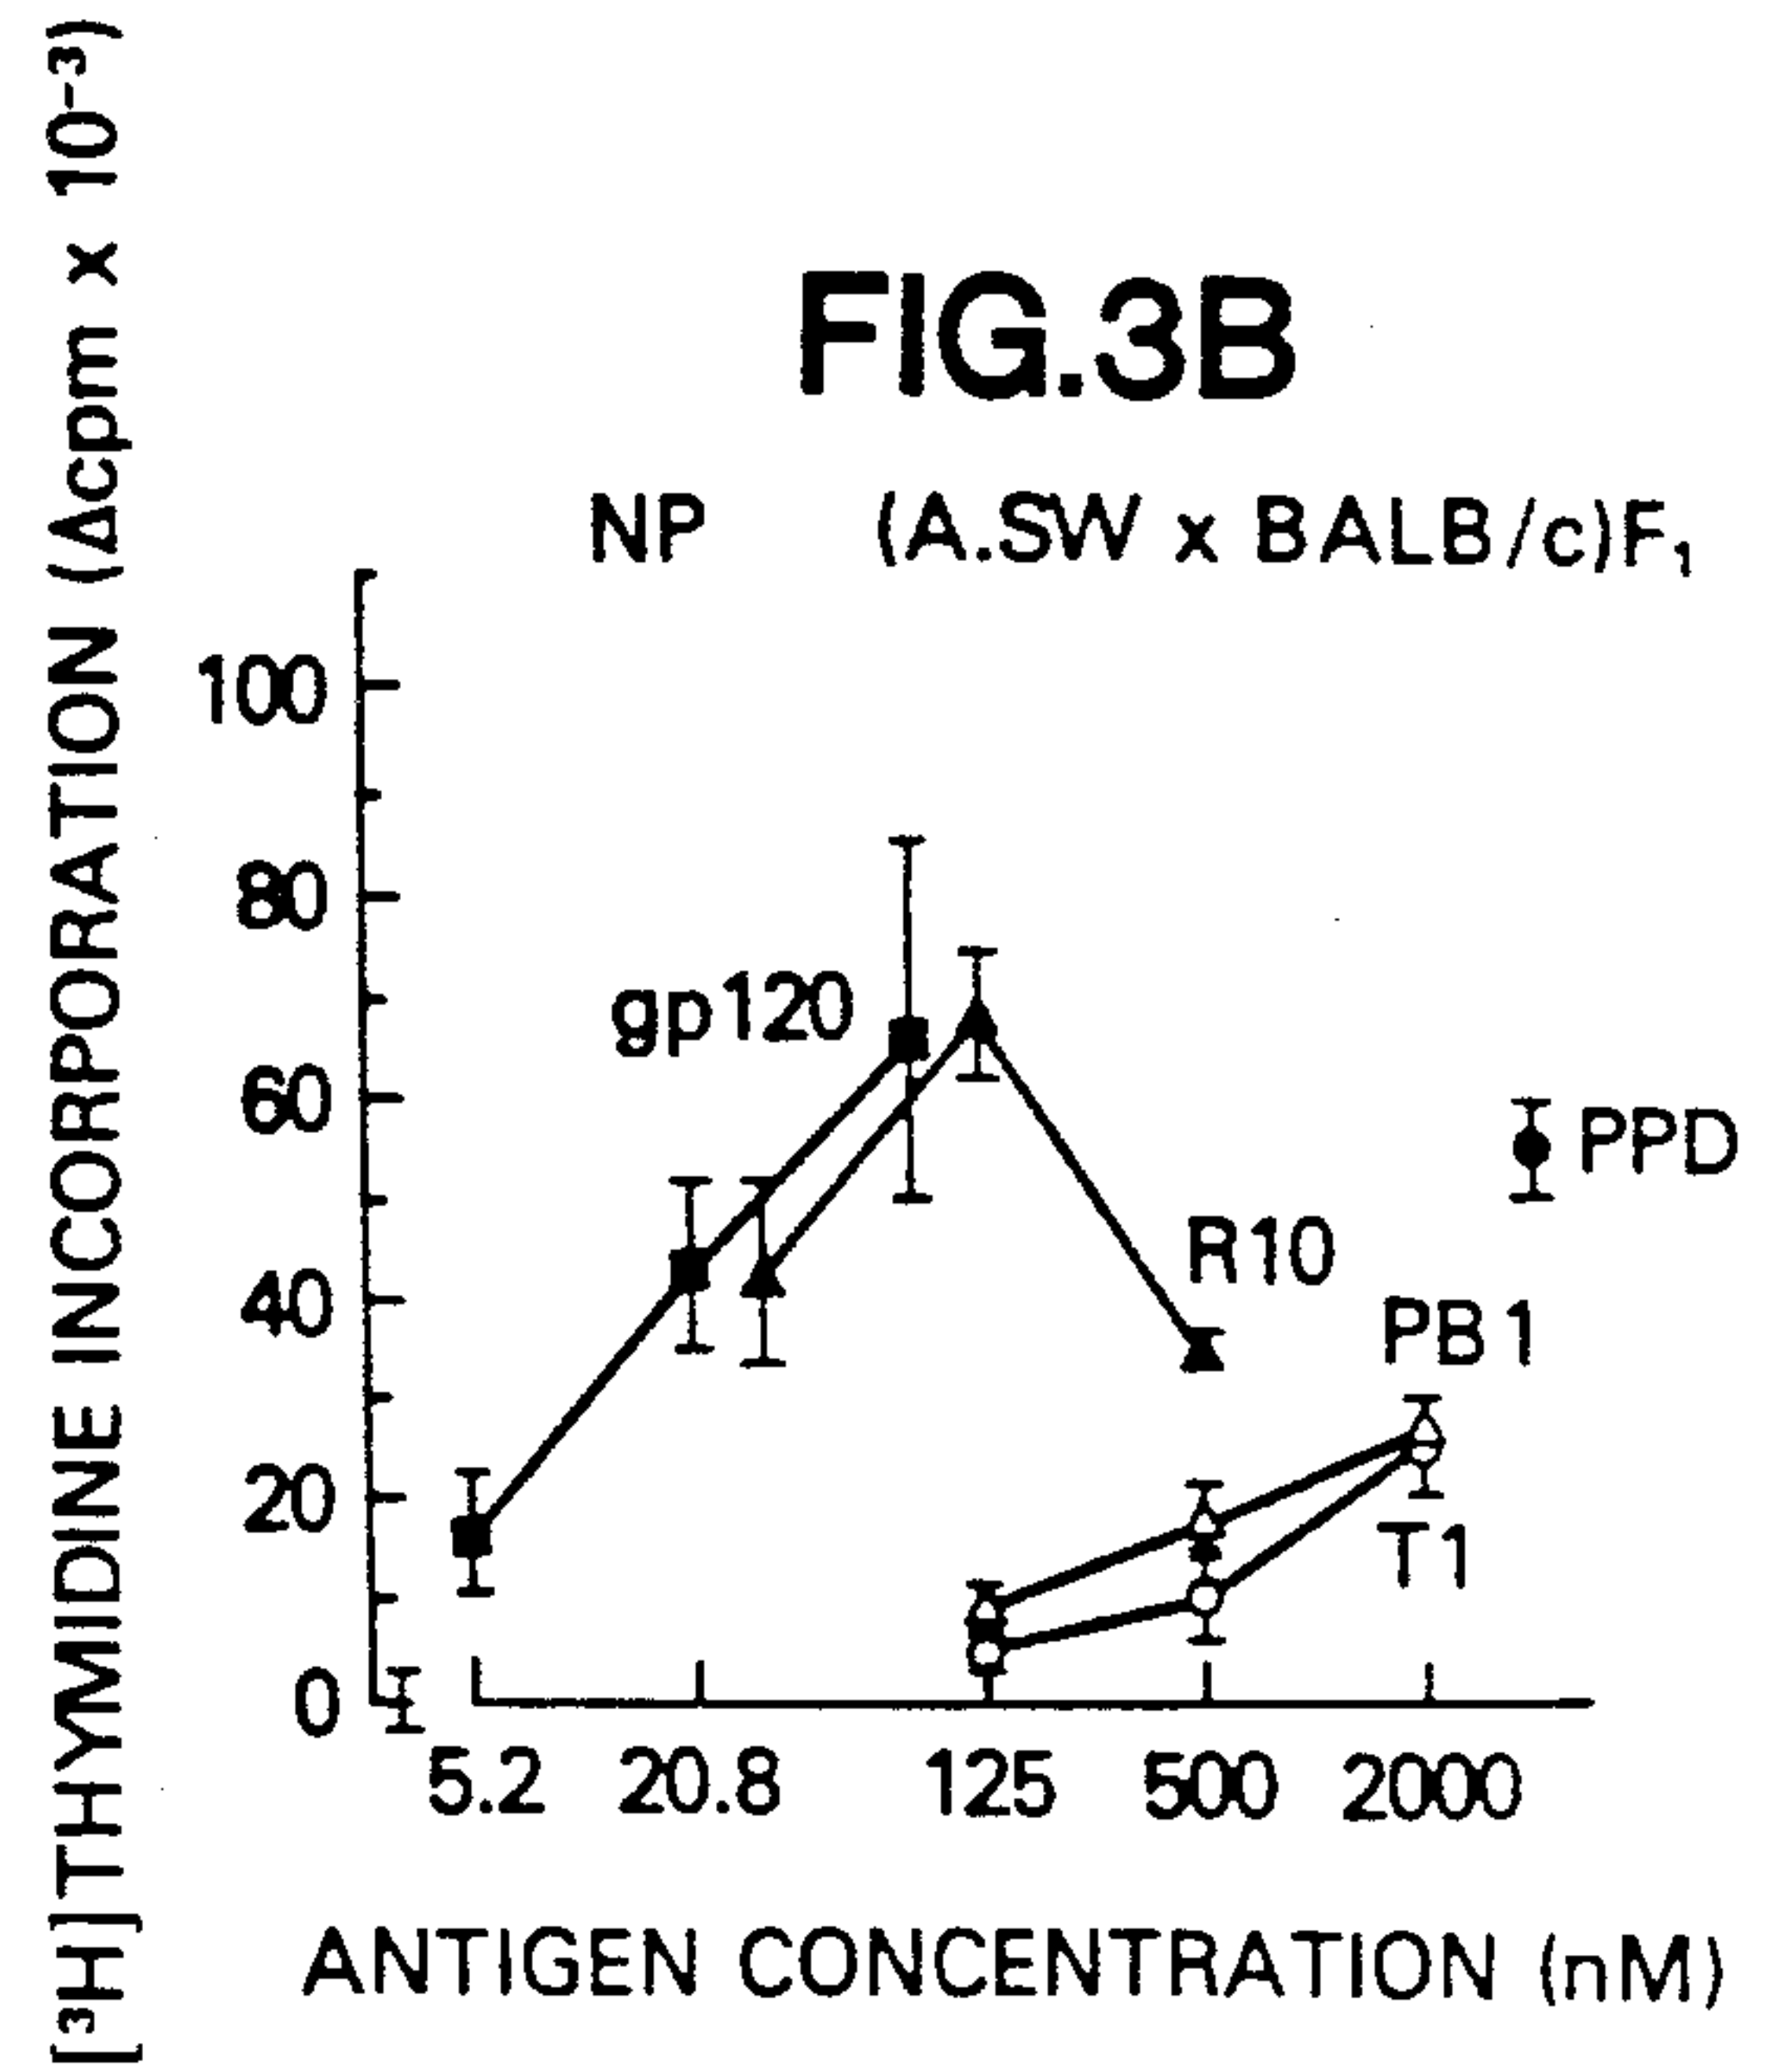 FIG.3B
NP (A.SW x BALB/c)F₁
[³H]THYMIDINE INCORPORATION (Δcpm x 10⁻³)
100
80
60
40
20
0
gp120
PPD
R10
PB1
T1
5.2 20.8 125 500 2000
ANTIGEN CONCENTRATION (nM)